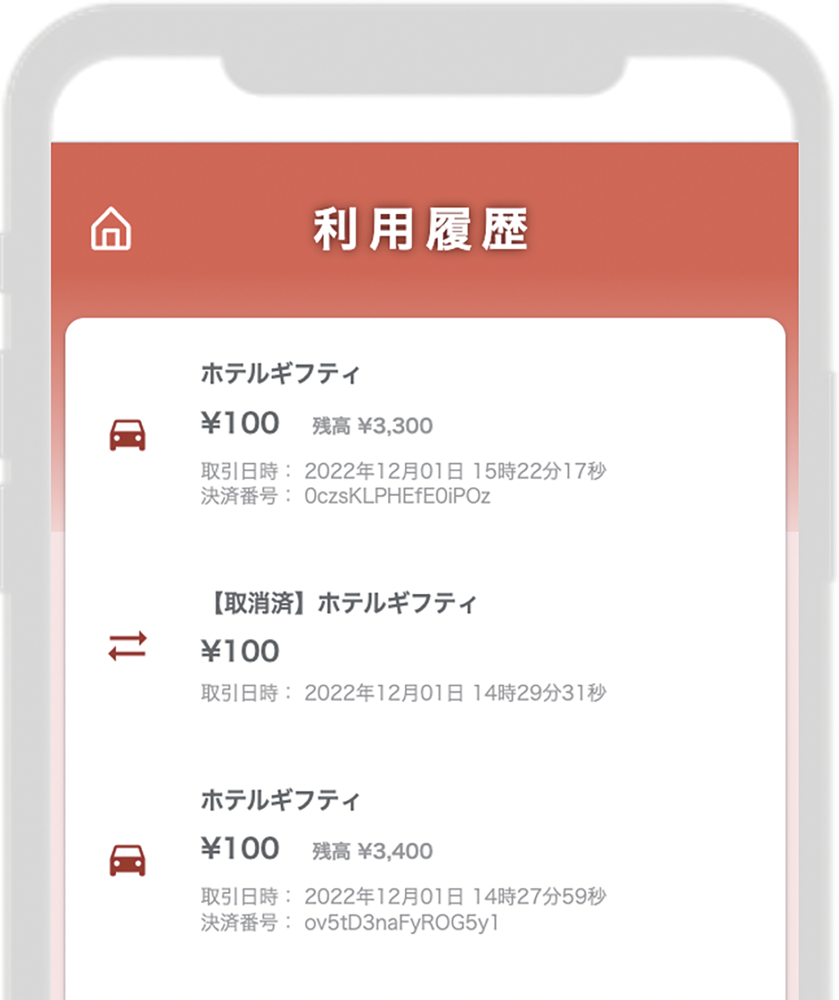 利用履歴
ホテルギフティ
¥100 残高 ¥3,300
取引日時： 2022年12月01日 15時22分17秒
決済番号： 0czsKLPHEfE0iPOz
【取消済】ホテルギフティ
¥100
取引日時： 2022年12月01日 14時29分31秒
ホテルギフティ
¥100 残高 ¥3,400
取引日時： 2022年12月01日 14時27分59秒
決済番号： ov5tD3naFyROG5y1